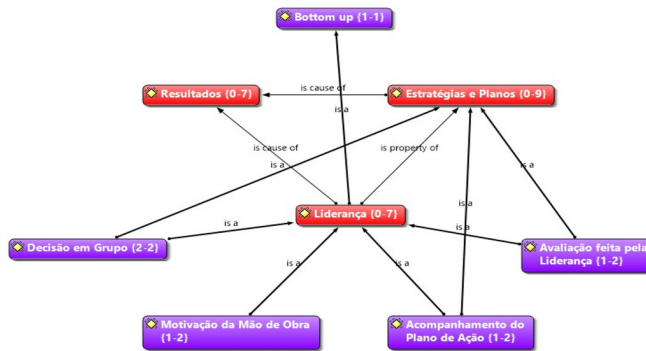 Bottom up {1-1}
Resultados {0-7}
is cause of
Estratégias e Planos {0-9}
is a
is cause of
is property of
is a
is a
is a
Liderança {0-7}
is a
is a
Decisão em Grupo {2-2}
Avaliação feita pela
Liderança {1-2}
is a
is a
Motivação da Mão de Obra
{1-2}
Acompanhamento do
Plano de Ação {1-2}